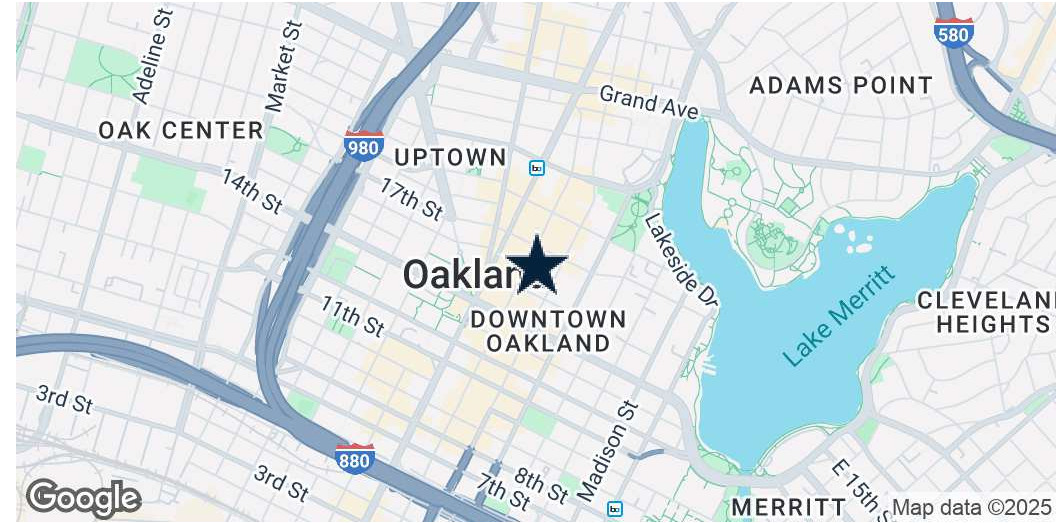 580
Adeline St
Market St
ADAMS POINT
Grand Ave
OAK CENTER
980
UPTOWN
14th St
17th St
Lakeside Dr
Oaklan
11th St
DOWNTOWN
OAKLAND
Lake Merritt
CLEVELAN
HEIGHTS
3rd St
880
3rd St
7th St
8th St
Madison St
E 15th S
MERRITT
Google
Map data ©2025